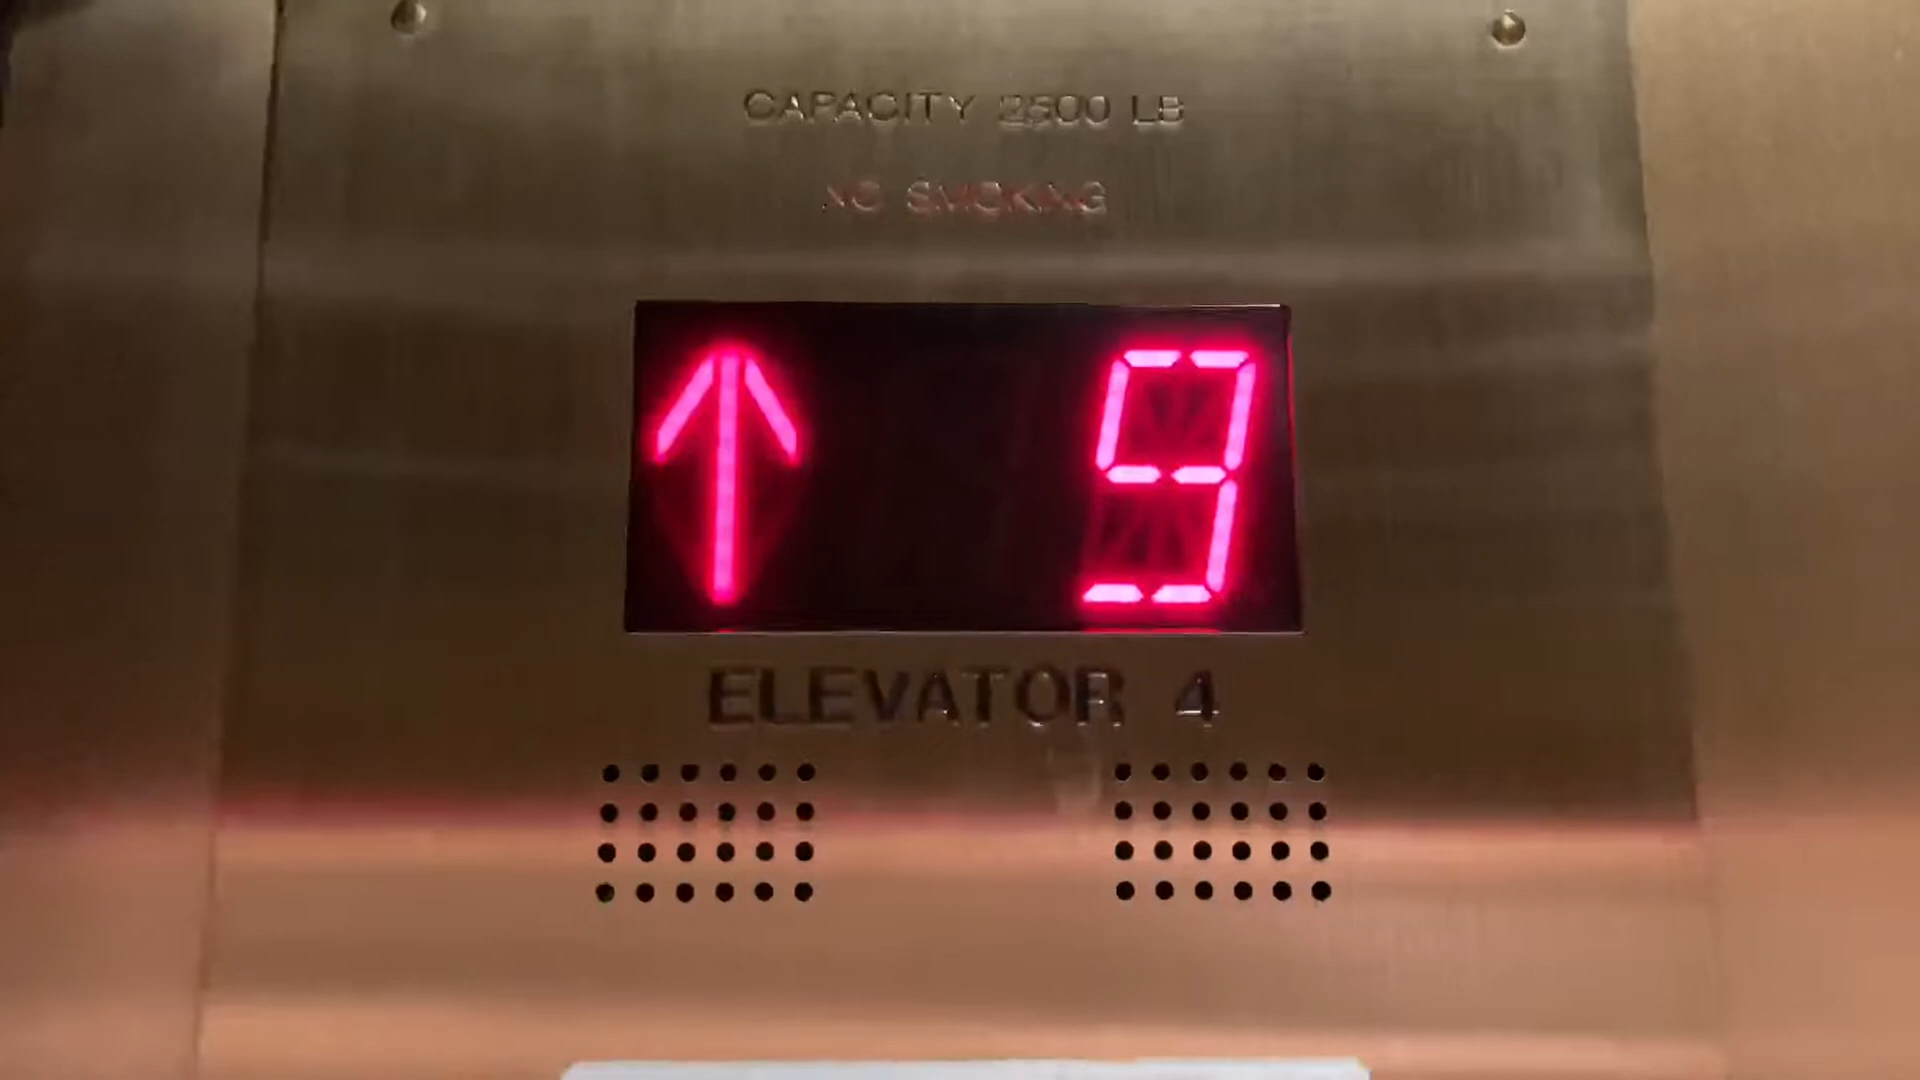 CAPACITY 2500 LB
NO SMOKING
↑ 9
ELEVATOR 4